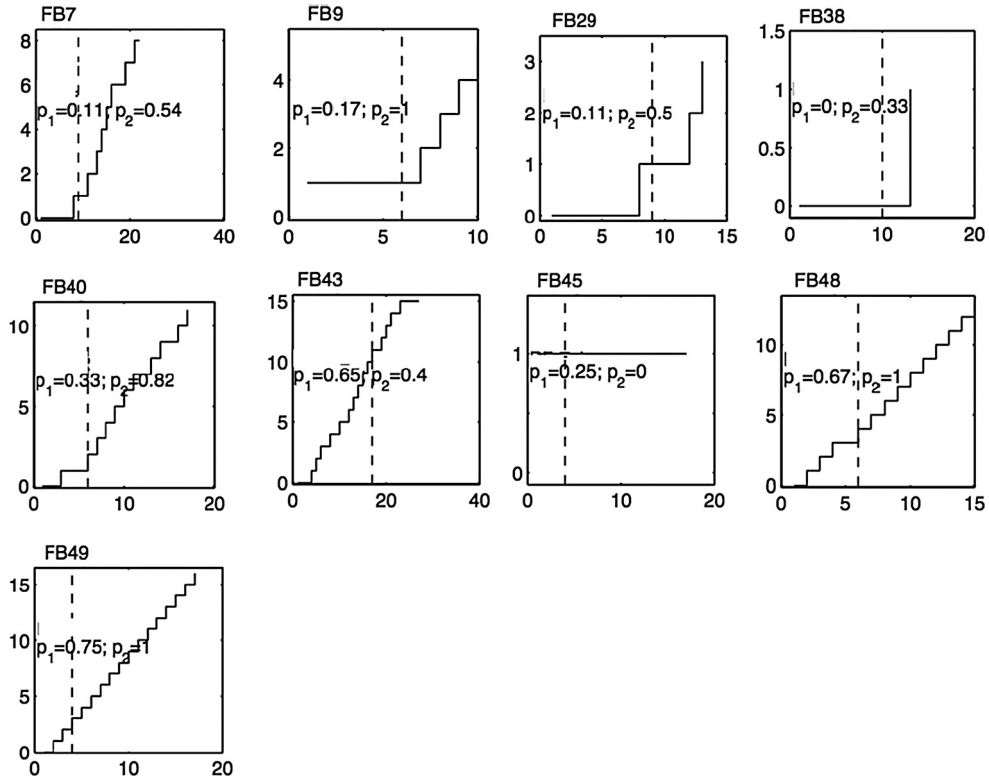 FB7
8
6
p1=0.11; p2=0.54
4
2
0
0 20 40
FB9
4
p1=0.17; p2=1
2
0
0 5 10
FB29
3
2
p1=0.11; p2=0.5
1
0
0 5 10 15
FB38
1.5
1
p1=0; p2=0.33
0.5
0
0 10 20
FB40
10
p1=0.33; p2=0.82
5
0
0 10 20
FB43
15
10
p1=0.65; p2=0.4
5
0
0 20 40
FB45
1
p1=0.25; p2=0
0
0 10 20
FB48
10
p1=0.67; p2=1
5
0
0 5 10 15
FB49
15
10
p1=0.75; p2=1
5
0
0 10 20